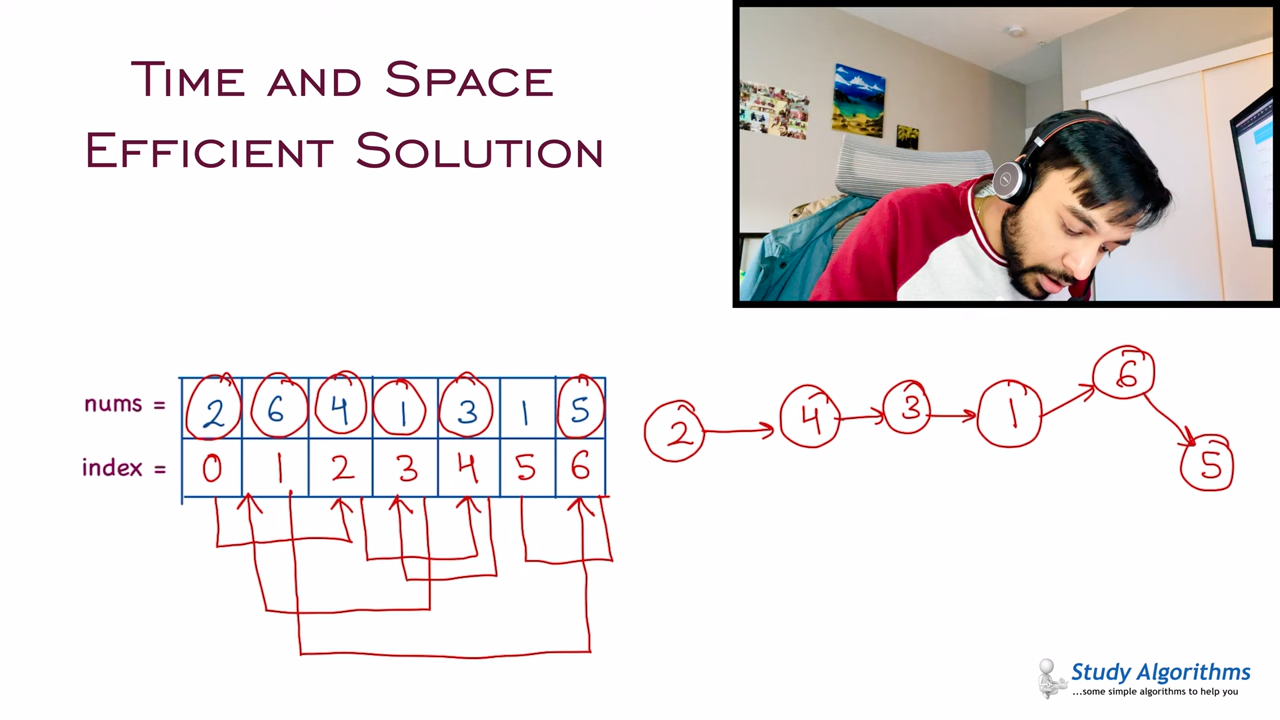 TIME AND SPACE
EFFICIENT SOLUTION
nums = 2 6 4 1 3 1 5
index = 0 1 2 3 4 5 6
2 4 3 1 6 5
Study Algorithms
...some simple algorithms to help you